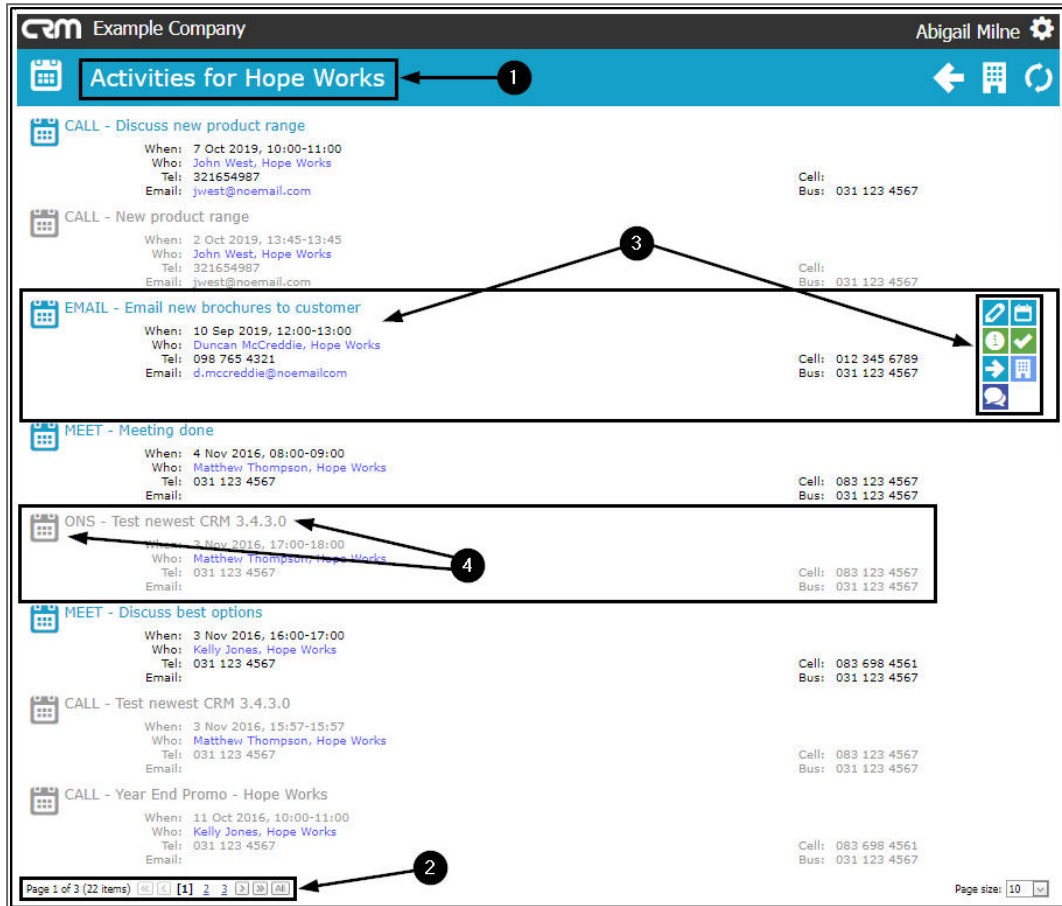 CRM Example Company Abigail Milne
Activities for Hope Works 1
CALL - Discuss new product range
When: 7 Oct 2019, 10:00-11:00
Who: John West, Hope Works
Tel: 321654987 Cell:
Email: jwest@noemail.com Bus: 031 123 4567
CALL - New product range
When: 2 Oct 2019, 13:45-13:45
3
Who: John West, Hope Works
Tel: 321654987 Cell:
Email: jwest@noemail.com Bus: 031 123 4567
EMAIL - Email new brochures to customer
When: 10 Sep 2019, 12:00-13:00
Who: Duncan McCreddie, Hope Works
Tel: 098 765 4321 Cell: 012 345 6789
Email: d.mccreddie@noemailcom Bus: 031 123 4567
MEET - Meeting done
When: 4 Nov 2016, 08:00-09:00
Who: Matthew Thompson, Hope Works
Tel: 031 123 4567 Cell: 083 123 4567
Email: Bus: 031 123 4567
ONS - Test newest CRM 3.4.3.0
When: 3 Nov 2016, 17:00-18:00
Who: Matthew Thompson, Hope Works
4
Tel: 031 123 4567 Cell: 083 123 4567
Email: Bus: 031 123 4567
MEET - Discuss best options
When: 3 Nov 2016, 16:00-17:00
Who: Kelly Jones, Hope Works
Tel: 031 123 4567 Cell: 083 698 4561
Email: Bus: 031 123 4567
CALL - Test newest CRM 3.4.3.0
When: 3 Nov 2016, 15:57-15:57
Who: Matthew Thompson, Hope Works
Tel: 031 123 4567 Cell: 083 123 4567
Email: Bus: 031 123 4567
CALL - Year End Promo - Hope Works
When: 11 Oct 2016, 10:00-11:00
Who: Kelly Jones, Hope Works
Tel: 031 123 4567 Cell: 083 698 4561
Email: Bus: 031 123 4567
2
Page 1 of 3 (22 items) « < [1] 2 3 > » All Page size: 10